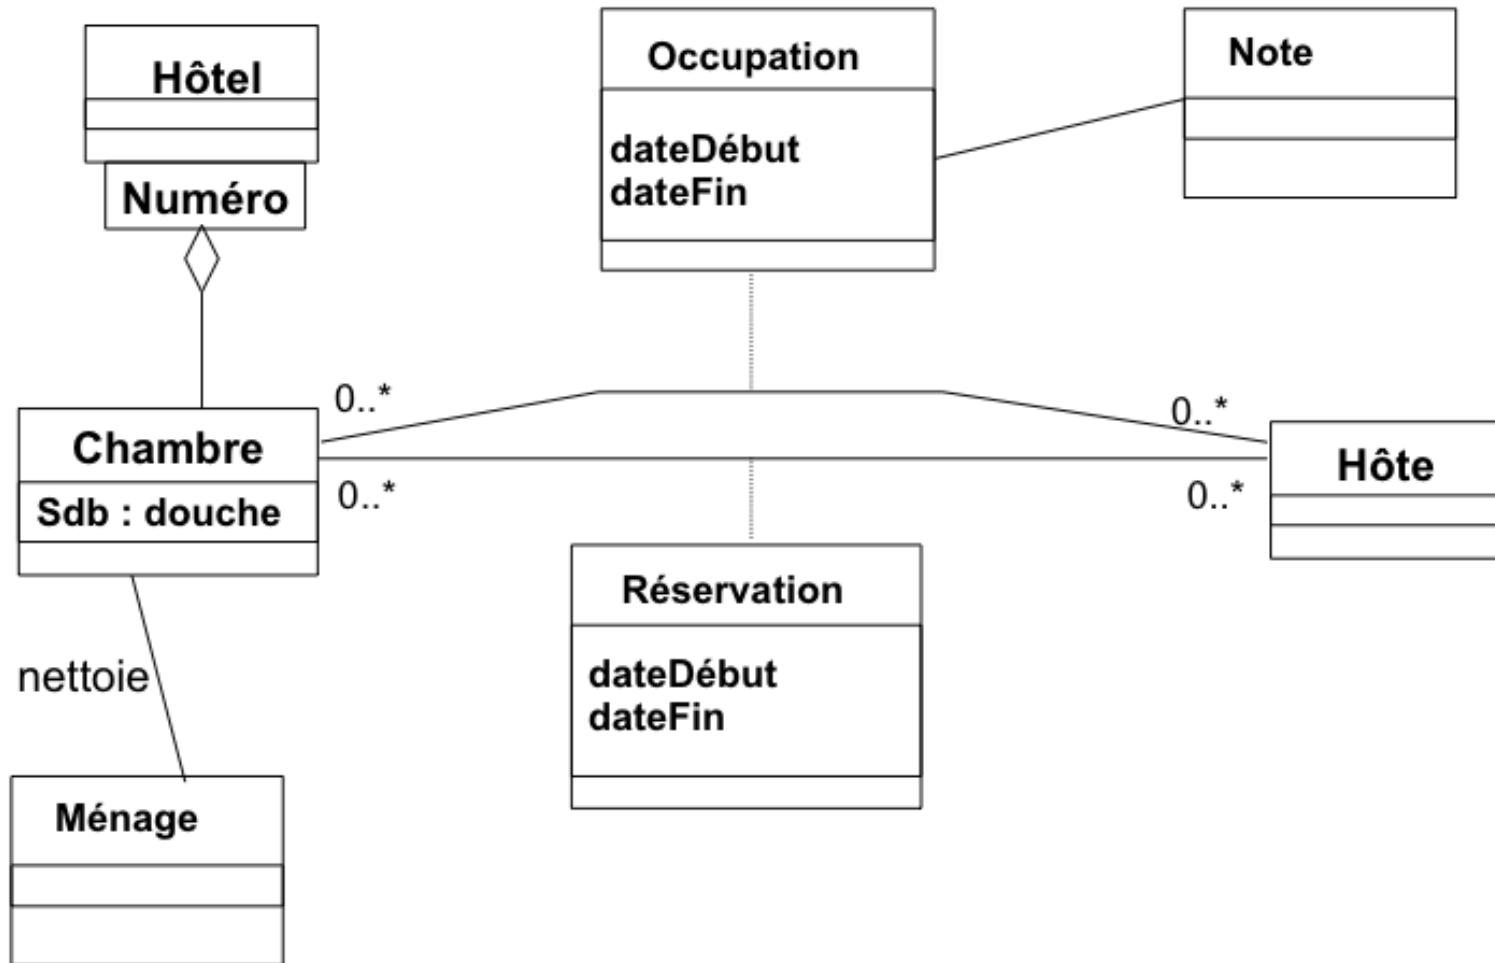 Hôtel
Numéro
Occupation
dateDébut
dateFin
Note
0..*
0..*
Chambre
Sdb : douche
0..*
0..*
Hôte
Réservation
dateDébut
dateFin
nettoie
Ménage